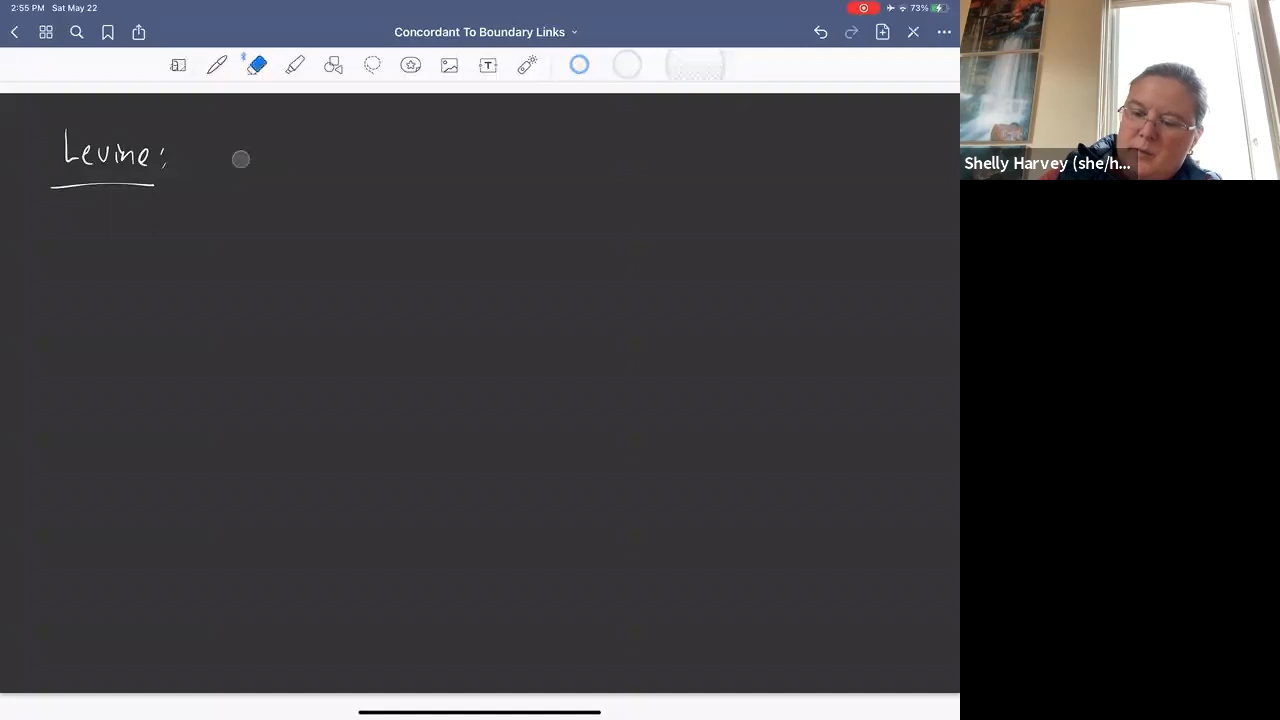 2:55 PM Sat May 22
73%
Concordant To Boundary Links
T
Levine:
Shelly Harvey (she/h...